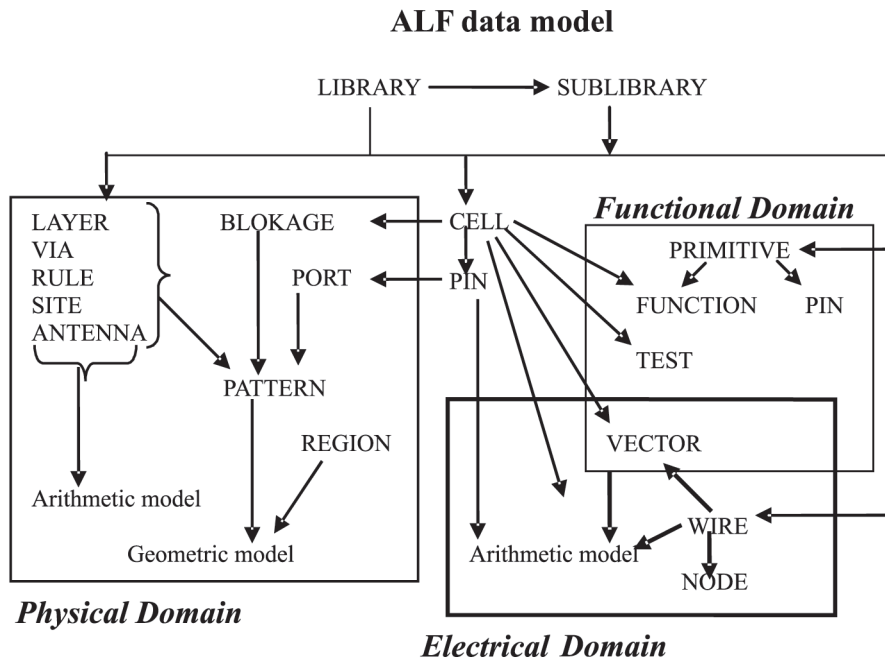 ALF data model
LIBRARY
SUBLIBRARY
LAYER
VIA
RULE
SITE
ANTENNA
BLOKAGE
PORT
PATTERN
REGION
Arithmetic model
Geometric model
Physical Domain
CELL
PIN
Functional Domain
PRIMITIVE
FUNCTION
PIN
TEST
VECTOR
WIRE
Arithmetic model
NODE
Electrical Domain